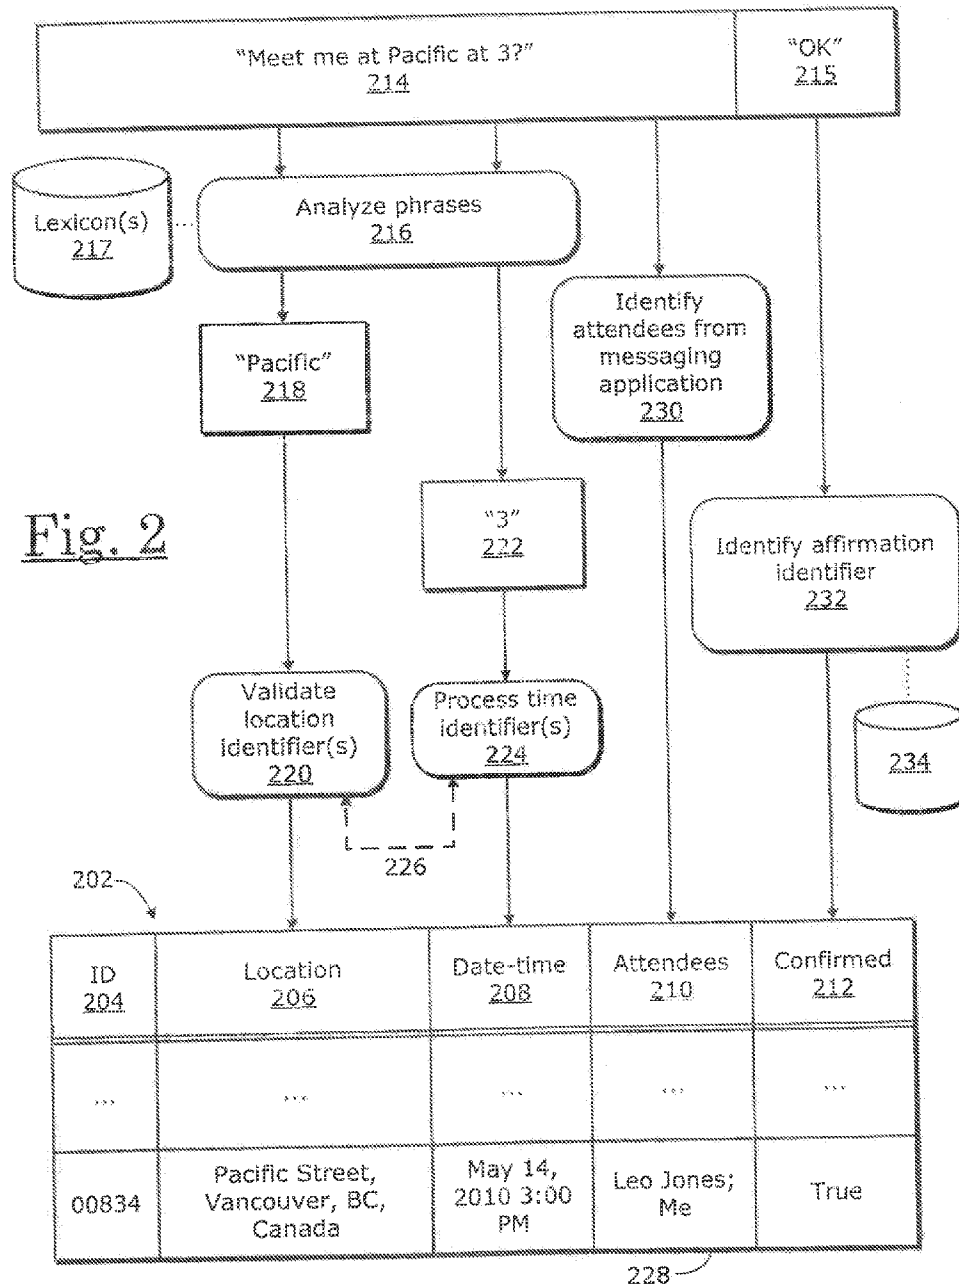 “Meet me at Pacific at 3?”
214
“OK”
215
Lexicon(s)
217
Analyze phrases
216
“Pacific”
218
Identify
attendees from
messaging
application
230
“3”
222
Fig. 2
Identify affirmation
identifier
232
Validate
location
identifier(s)
220
Process time
identifier(s)
224
234
226
202
ID
204
Location
206
Date-time
208
Attendees
210
Confirmed
212
...
...
...
...
...
00834
Pacific Street,
Vancouver, BC,
Canada
May 14,
2010 3:00
PM
Leo Jones;
Me
True
228